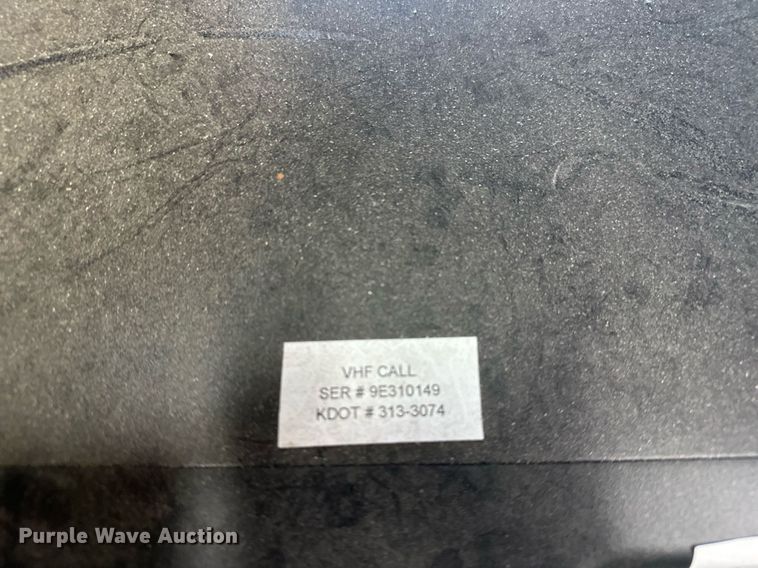 VHF CALL
SER # 9E310149
KDOT # 313-3074
Purple Wave Auction